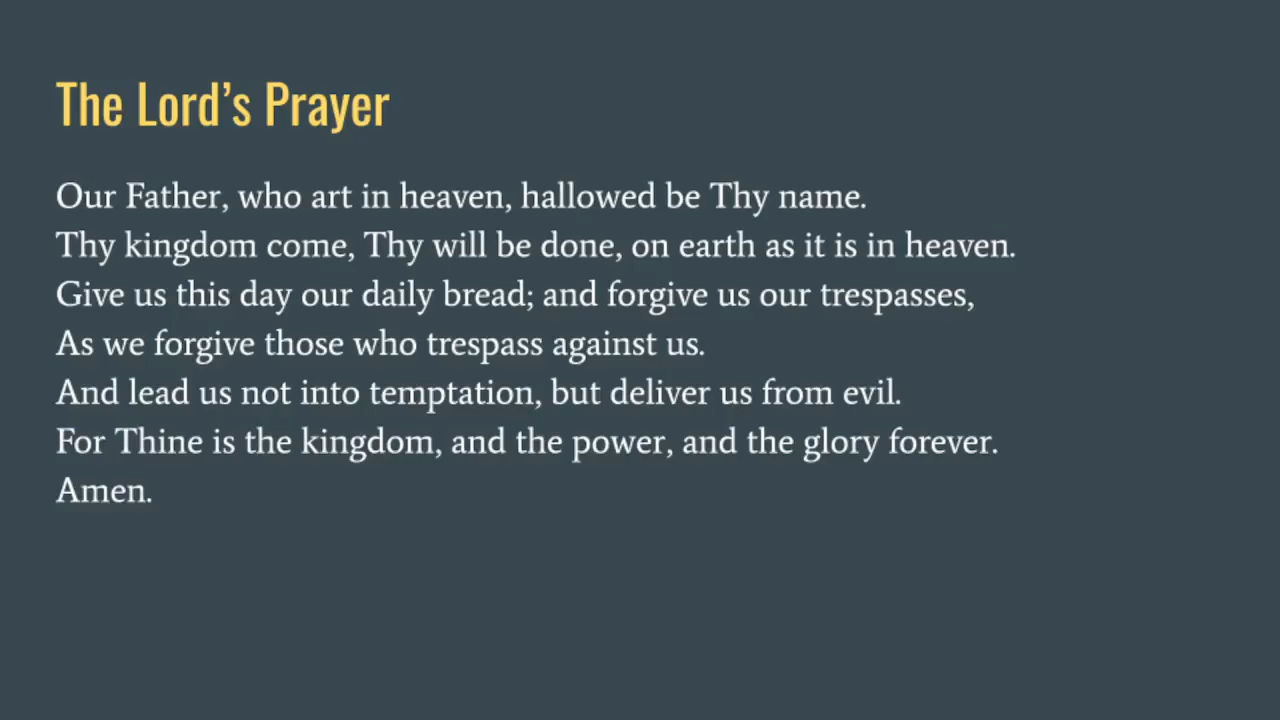 The Lord’s Prayer
Our Father, who art in heaven, hallowed be Thy name.
Thy kingdom come, Thy will be done, on earth as it is in heaven.
Give us this day our daily bread; and forgive us our trespasses,
As we forgive those who trespass against us.
And lead us not into temptation, but deliver us from evil.
For Thine is the kingdom, and the power, and the glory forever.
Amen.